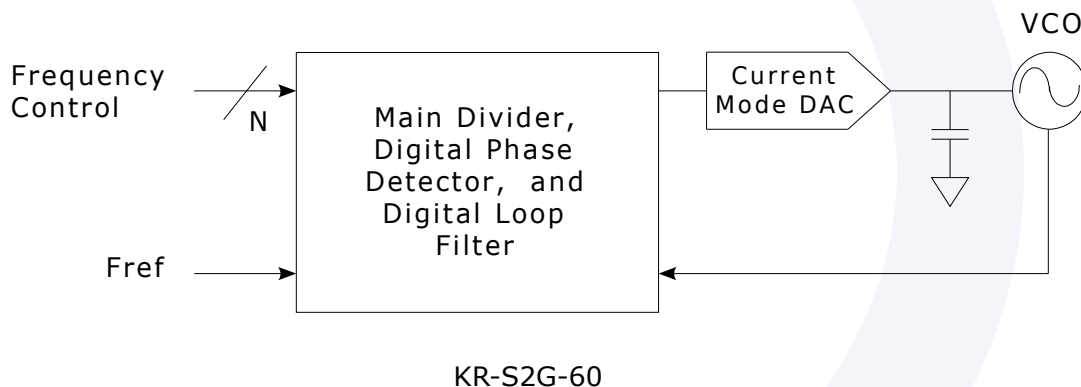 VCO
Frequency
Control
N
Main Divider,
Digital Phase
Detector, and
Digital Loop
Filter
Current
Mode DAC
Fref
KR-S2G-60